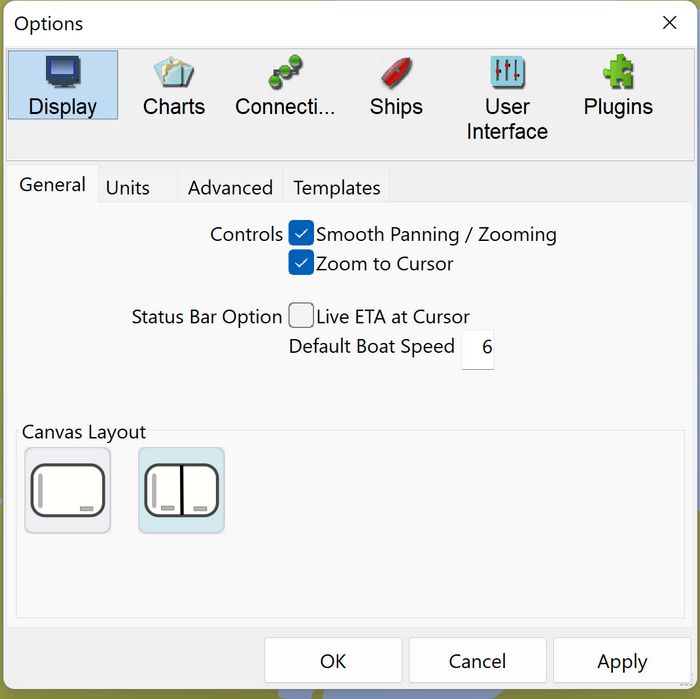 Options
Display
Charts
Connecti...
Ships
User
Interface
Plugins
General
Units
Advanced
Templates
Controls
Smooth Panning / Zooming
Zoom to Cursor
Status Bar Option
Live ETA at Cursor
Default Boat Speed
6
Canvas Layout
OK
Cancel
Apply